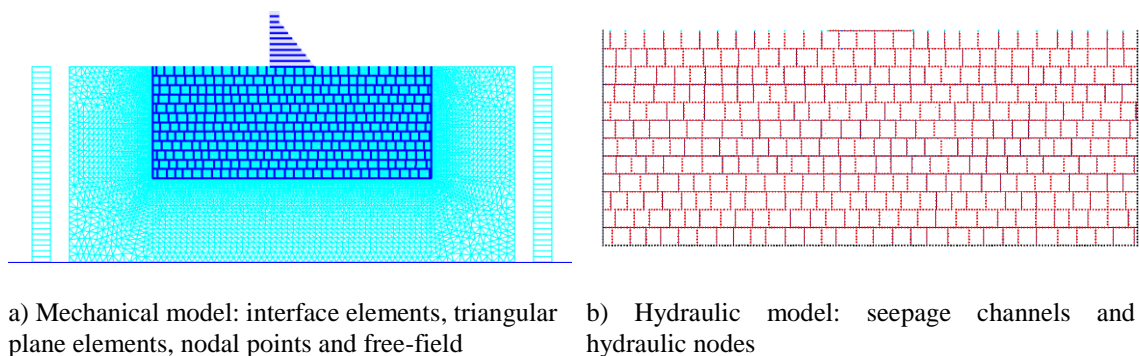 a) Mechanical model: interface elements, triangular
plane elements, nodal points and free-field
b) Hydraulic model: seepage channels and
hydraulic nodes